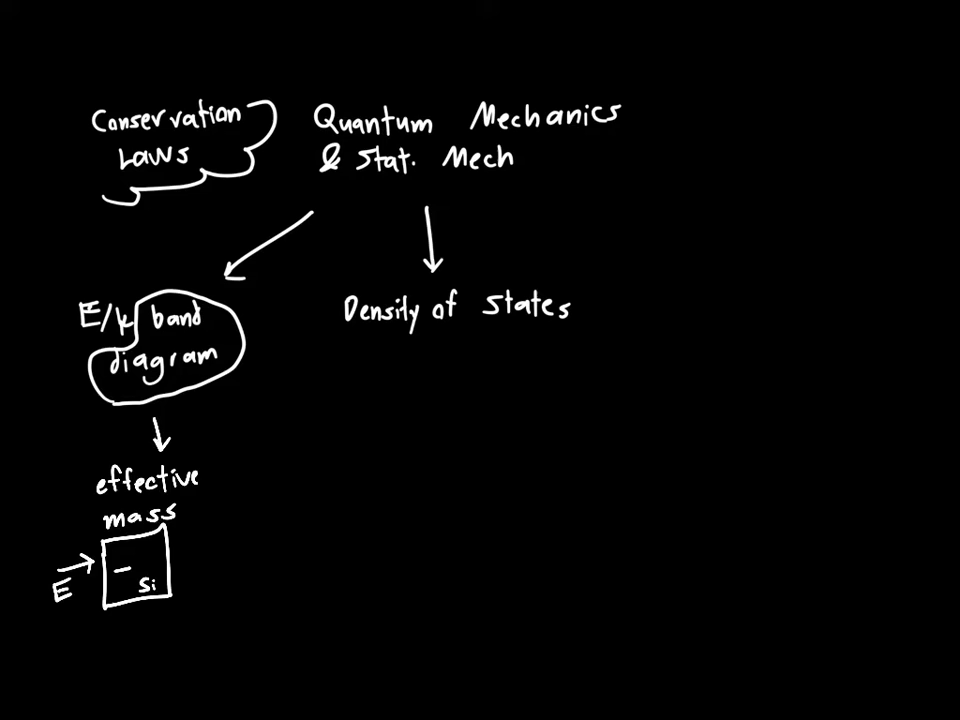 Conservation
Laws
Quantum Mechanics
& Stat. Mech
E/k band
diagram
Density of States
effective
mass
E
Si